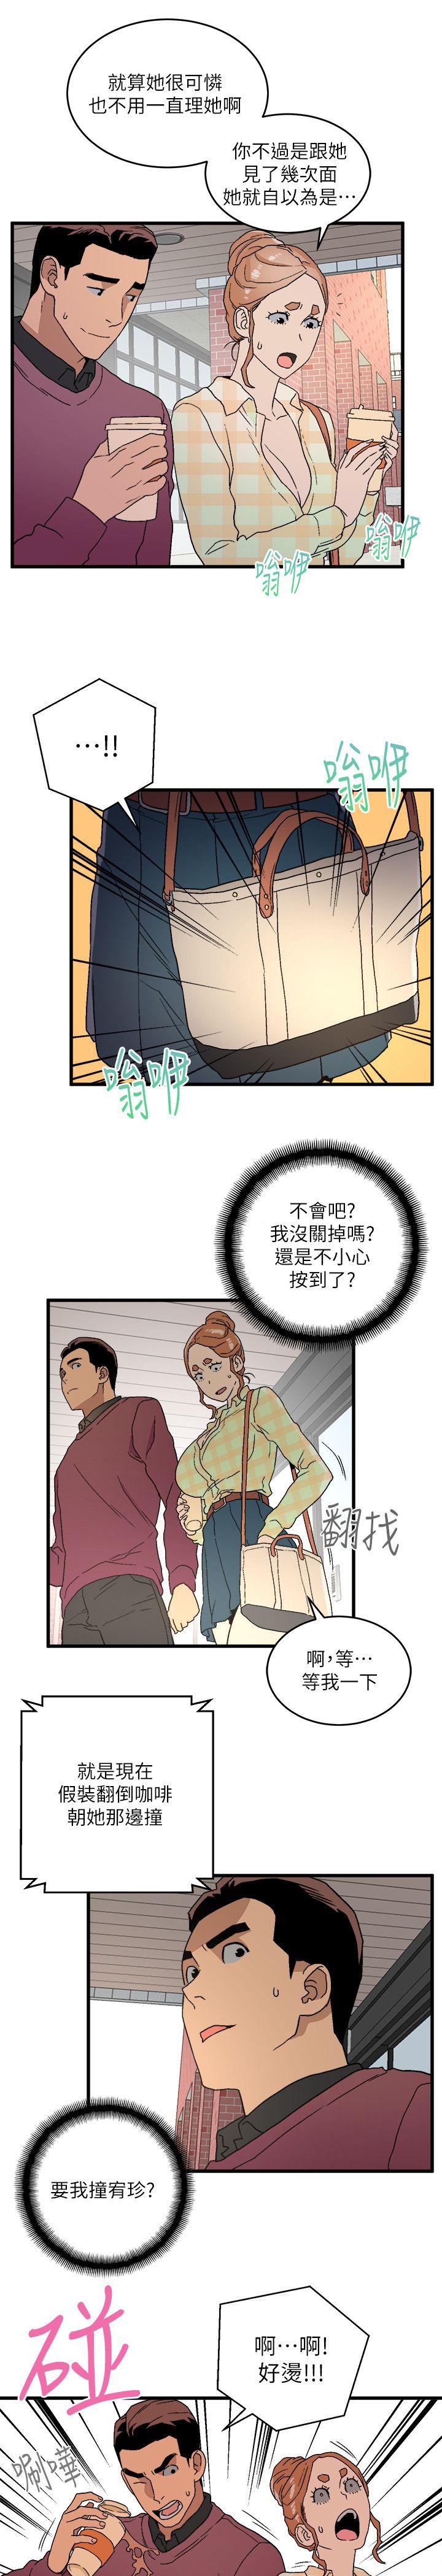 就算她很可憐
也不用一直理她啊
你不過是跟她
見了幾次面
她就自以為是…
嗡咿
嗡咿
…!!
嗡咿
嗡咿
不會吧?
我沒關掉嗎?
還是不小心
按到了?
翻找
啊,等…
等我一下
就是現在
假裝翻倒咖啡
朝她那邊撞
要我撞宥珍?
碰
啊…啊!
好燙!!!
唰嘩